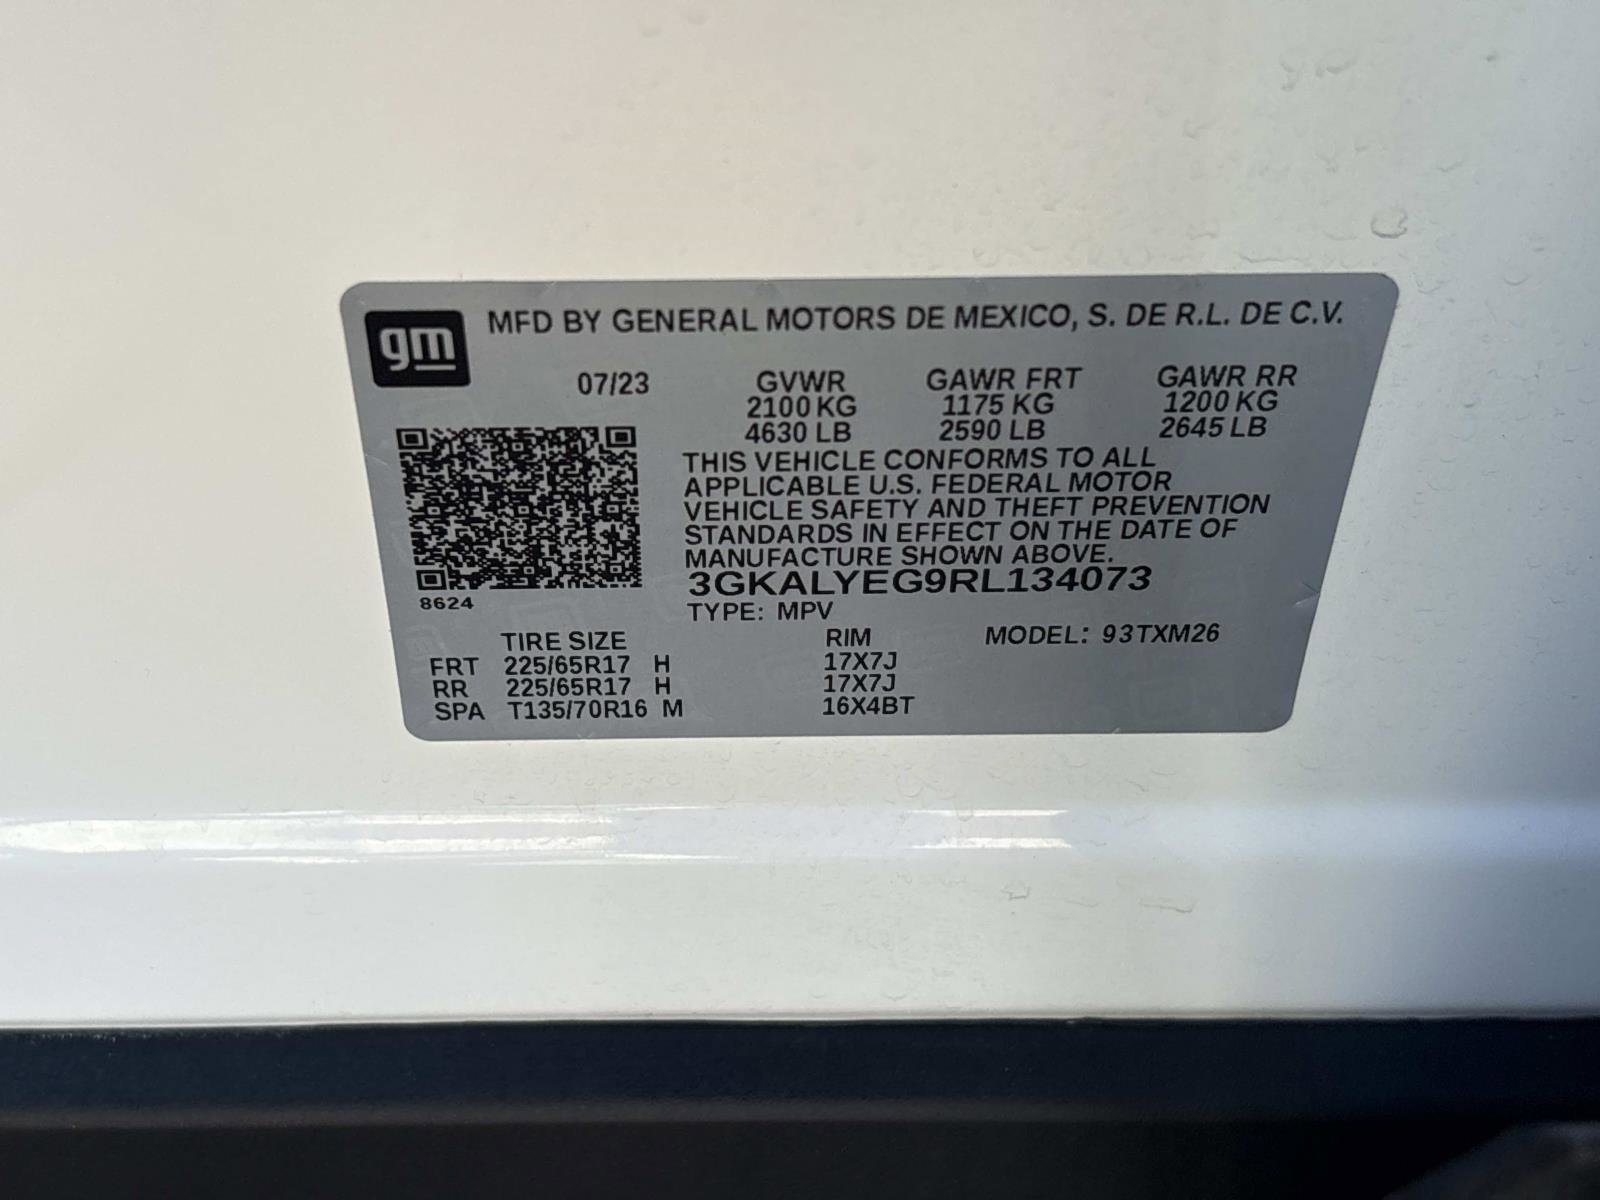 gm MFD BY GENERAL MOTORS DE MEXICO, S. DE R.L. DE C.V.
07/23 GVWR GAWR FRT GAWR RR
2100 KG 1175 KG 1200 KG
4630 LB 2590 LB 2645 LB
THIS VEHICLE CONFORMS TO ALL
APPLICABLE U.S. FEDERAL MOTOR
VEHICLE SAFETY AND THEFT PREVENTION
STANDARDS IN EFFECT ON THE DATE OF
MANUFACTURE SHOWN ABOVE.
3GKALYEG9RL134073
8624
TYPE: MPV
TIRE SIZE RIM MODEL: 93TXM26
FRT 225/65R17 H 17X7J
RR 225/65R17 H 17X7J
SPA T135/70R16 M 16X4BT